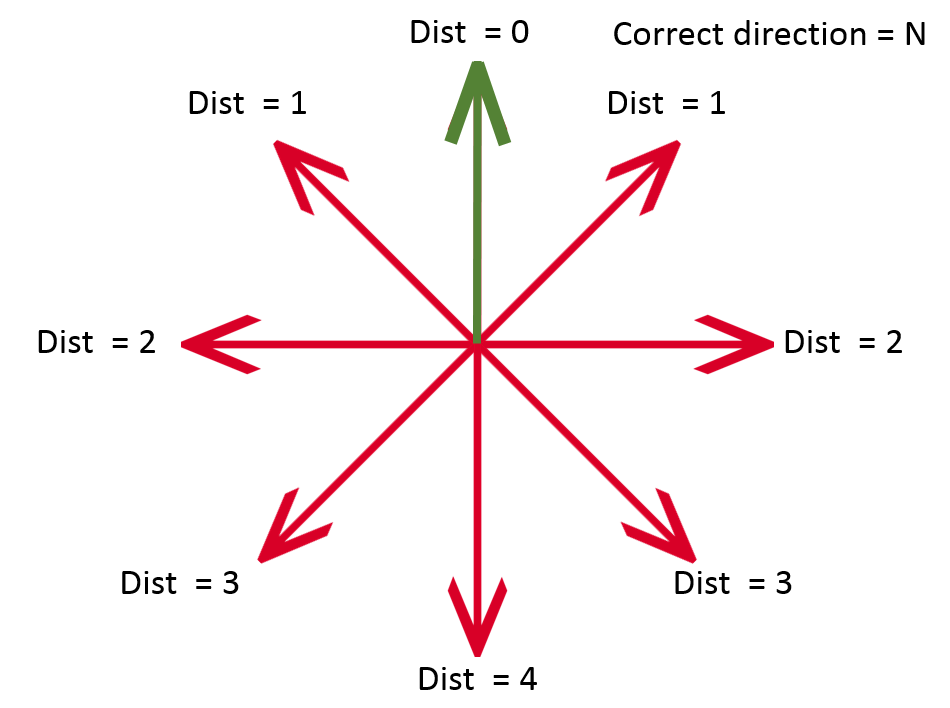 Dist = 0
Correct direction = N
Dist = 1
Dist = 1
Dist = 2
Dist = 2
Dist = 3
Dist = 3
Dist = 4